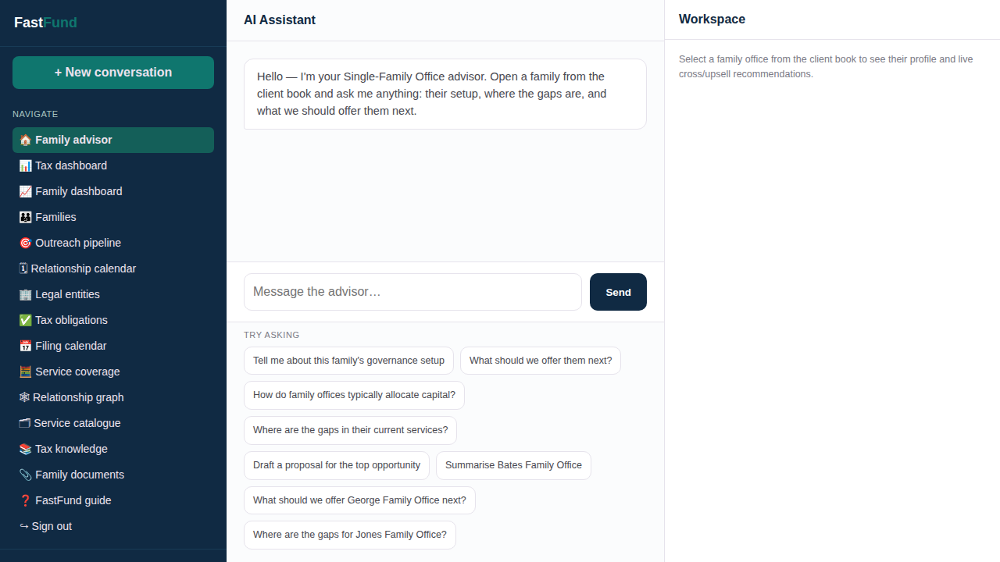 FastFund
+ New conversation
NAVIGATE
Family advisor
Tax dashboard
Family dashboard
Families
Outreach pipeline
Relationship calendar
Legal entities
Tax obligations
Filing calendar
Service coverage
Relationship graph
Service catalogue
Tax knowledge
Family documents
FastFund guide
Sign out
AI Assistant
Hello — I'm your Single-Family Office advisor. Open a family from the
client book and ask me anything: their setup, where the gaps are, and
what we should offer them next.
Message the advisor…
Send
TRY ASKING
Tell me about this family's governance setup
What should we offer them next?
How do family offices typically allocate capital?
Where are the gaps in their current services?
Draft a proposal for the top opportunity
Summarise Bates Family Office
What should we offer George Family Office next?
Where are the gaps for Jones Family Office?
Workspace
Select a family office from the client book to see their profile and live
cross/upsell recommendations.